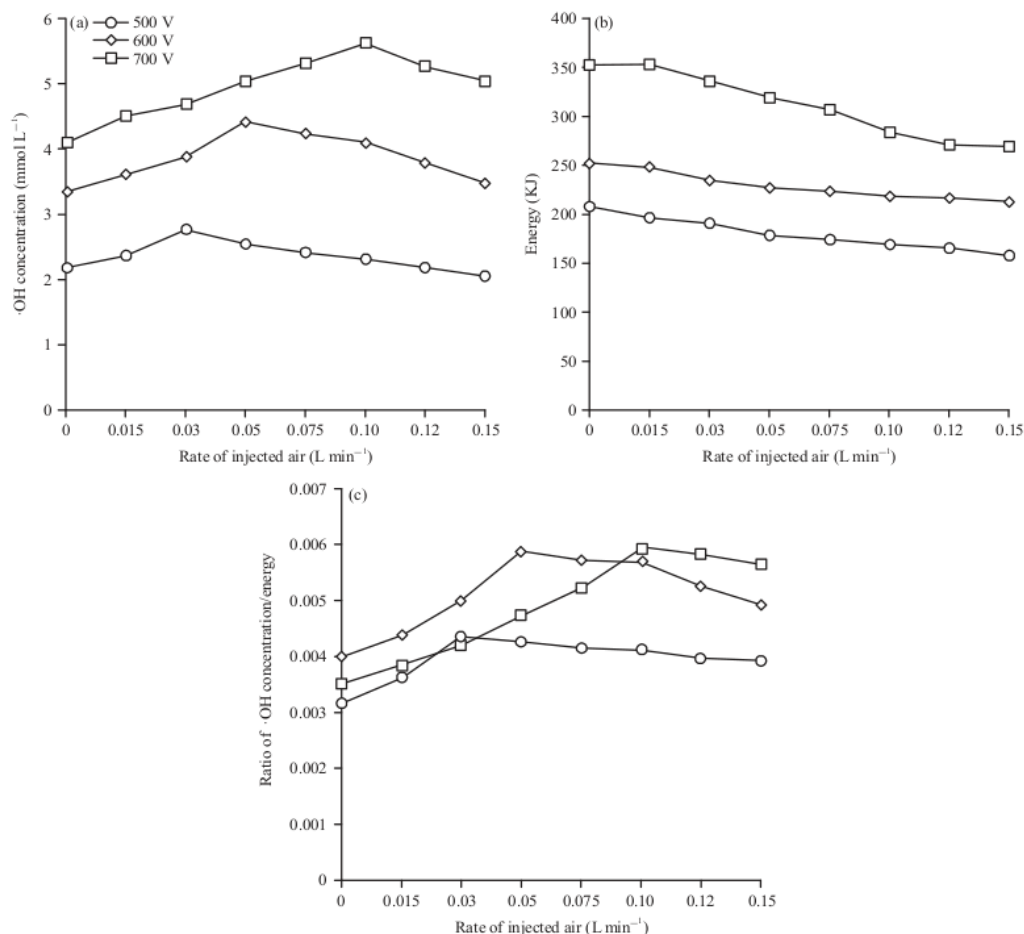 (a)
500 V
600 V
700 V
·OH concentration (mmol L⁻¹)
6
5
4
3
2
1
0
0 0.015 0.03 0.05 0.075 0.10 0.12 0.15
Rate of injected air (L min⁻¹)
(b)
Energy (KJ)
400
350
300
250
200
150
100
50
0
0 0.015 0.03 0.05 0.075 0.10 0.12 0.15
Rate of injected air (L min⁻¹)
(c)
Ratio of ·OH concentration/energy
0.007
0.006
0.005
0.004
0.003
0.002
0.001
0
0 0.015 0.03 0.05 0.075 0.10 0.12 0.15
Rate of injected air (L min⁻¹)